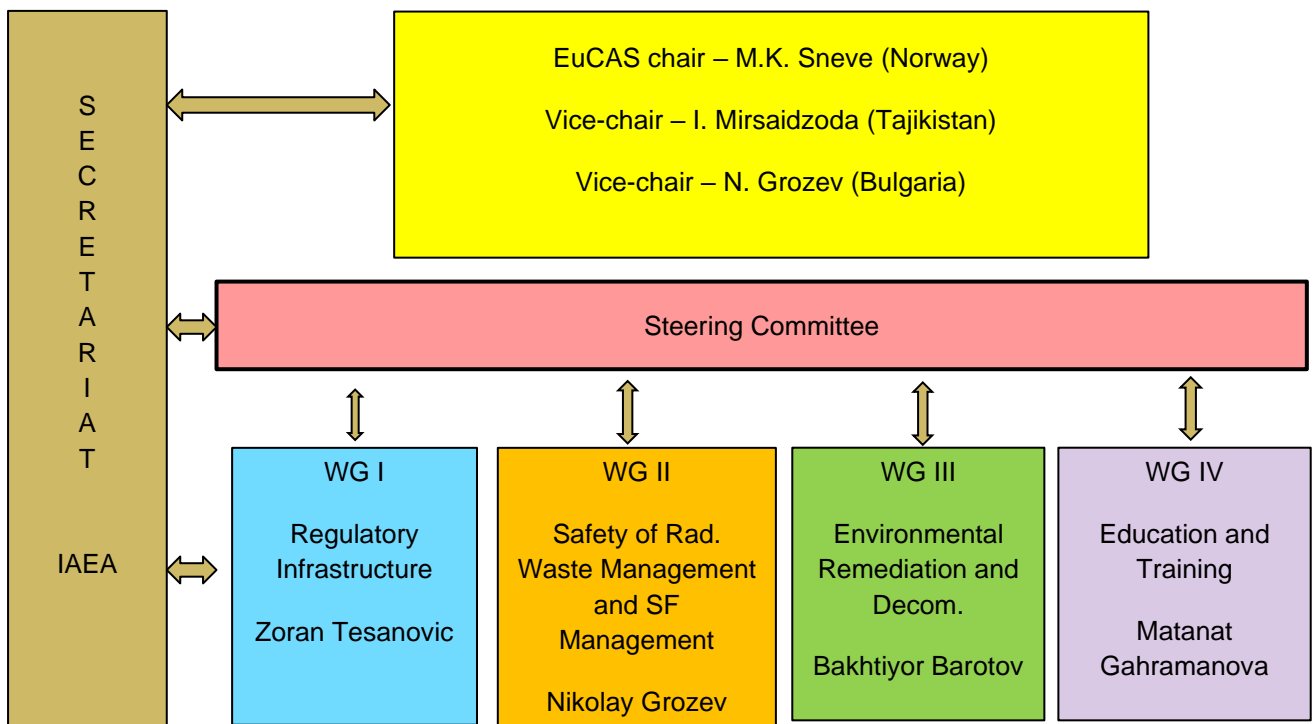 SECRETARIAT
IAEA
EuCAS chair – M.K. Sneve (Norway)
Vice-chair – I. Mirsaidzoda (Tajikistan)
Vice-chair – N. Grozev (Bulgaria)
Steering Committee
WG I
Regulatory
Infrastructure
Zoran Tesanovic
WG II
Safety of Rad.
Waste Management
and SF
Management
Nikolay Grozev
WG III
Environmental
Remediation and
Decom.
Bakhtiyor Barotov
WG IV
Education and
Training
Matanat
Gahramanova